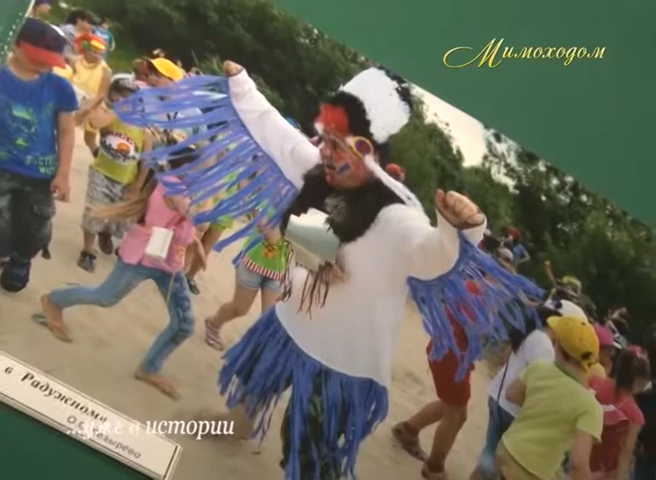 Мимоходом
в Радужном
...уже в истории